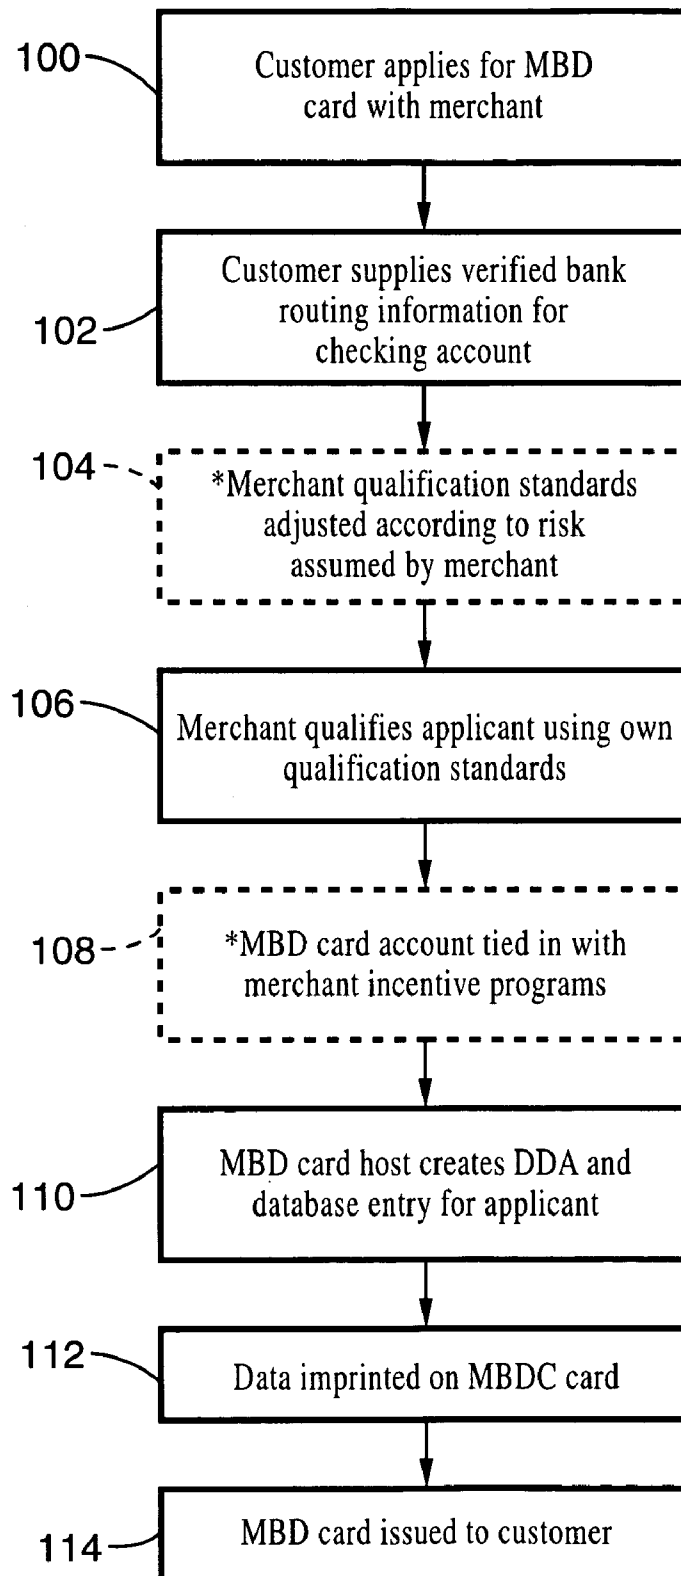 100
Customer applies for MBD
card with merchant
Customer supplies verified bank
routing information for
checking account
102
104
*Merchant qualification standards
adjusted according to risk
assumed by merchant
106
Merchant qualifies applicant using own
qualification standards
108
*MBD card account tied in with
merchant incentive programs
110
MBD card host creates DDA and
database entry for applicant
112
Data imprinted on MBDC card
114
MBD card issued to customer